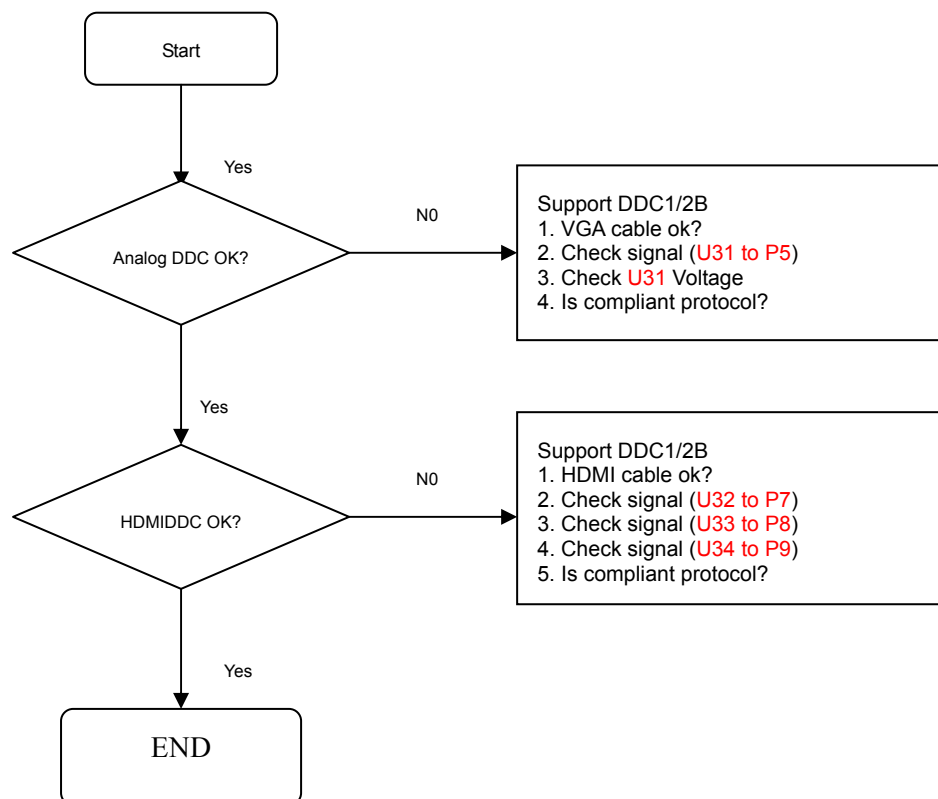 Start
Yes
Analog DDC OK?
N0
Support DDC1/2B
1. VGA cable ok?
2. Check signal (U31 to P5)
3. Check U31 Voltage
4. Is compliant protocol?
Yes
HDMIDDC OK?
N0
Support DDC1/2B
1. HDMI cable ok?
2. Check signal (U32 to P7)
3. Check signal (U33 to P8)
4. Check signal (U34 to P9)
5. Is compliant protocol?
Yes
END